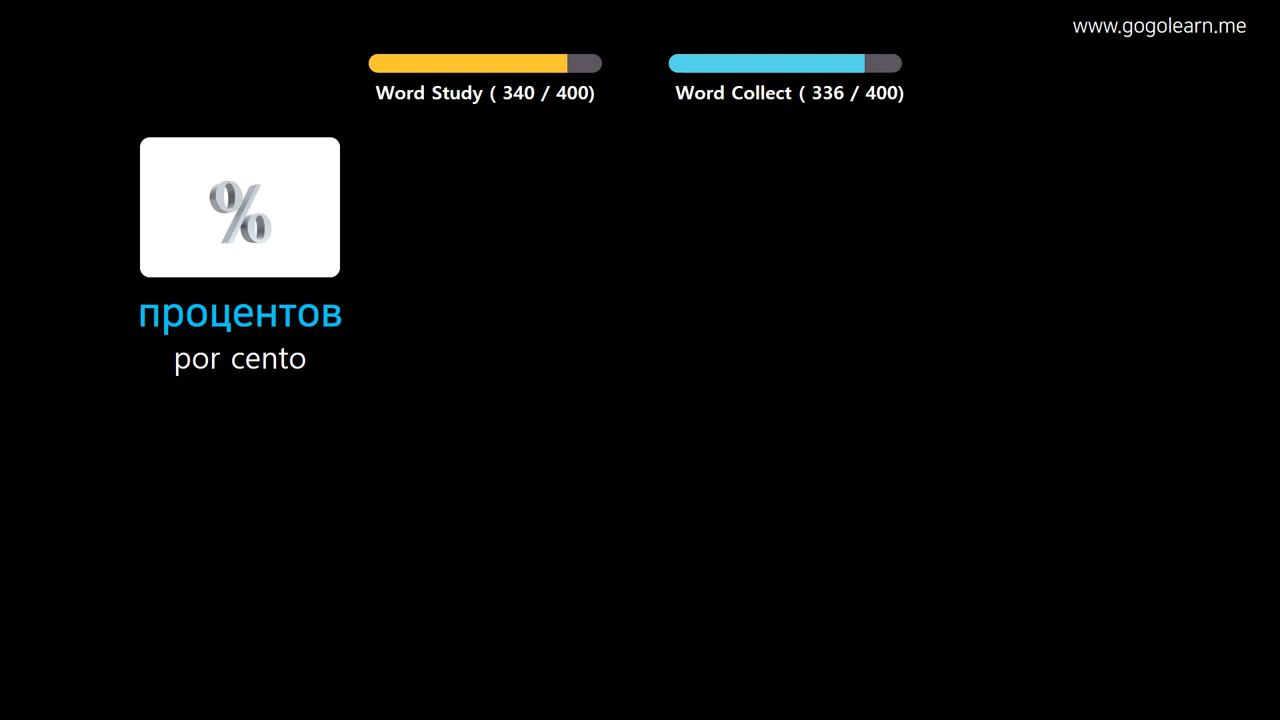 www.gogolearn.me
Word Study ( 340 / 400)
Word Collect ( 336 / 400)
%
процентов
por cento